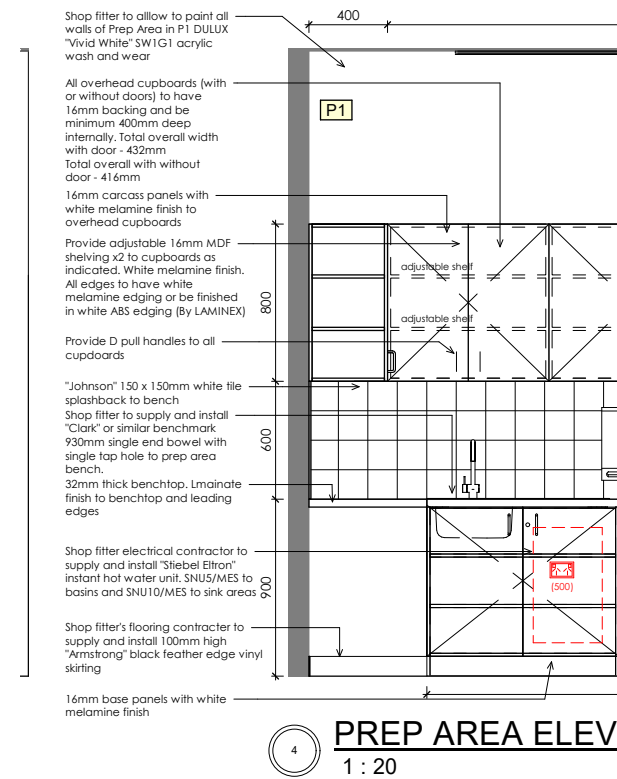 Shop fitter to alllow to paint all
walls of Prep Area in P1 DULUX
"Vivid White" SW1G1 acrylic
wash and wear
All overhead cupboards (with
or without doors) to have
16mm backing and be
minimum 400mm deep
internally. Total overall width
with door - 432mm
Total overall with without
door - 416mm
16mm carcass panels with
white melamine finish to
overhead cupboards
Provide adjustable 16mm MDF
shelving x2 to cupboards as
indicated. White melamine finish.
All edges to have white
melamine edging or be finished
in white ABS edging (By LAMINEX)
Provide D pull handles to all
cupdoards
"Johnson" 150 x 150mm white tile
splashback to bench
Shop fitter to supply and install
"Clark" or similar benchmark
930mm single end bowel with
single tap hole to prep area
bench.
32mm thick benchtop. Lmainate
finish to benchtop and leading
edges
Shop fitter electrical contractor to
supply and install "Stiebel Eltron"
instant hot water unit. SNU5/MES to
basins and SNU10/MES to sink areas
Shop fitter's flooring contracter to
supply and install 100mm high
"Armstrong" black feather edge vinyl
skirting
16mm base panels with white
melamine finish
400
P1
800
adjustable shelf
adjustable shelf
600
900
(500)
4
PREP AREA ELEV
1 : 20